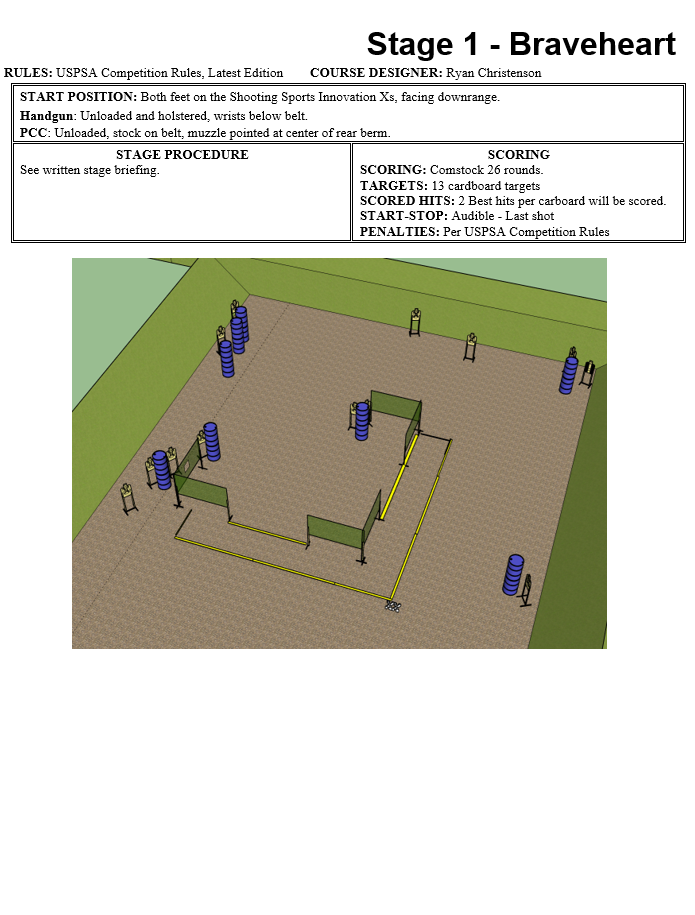 Stage 1 - Braveheart
RULES: USPSA Competition Rules, Latest Edition COURSE DESIGNER: Ryan Christenson
START POSITION: Both feet on the Shooting Sports Innovation Xs, facing downrange.
Handgun: Unloaded and holstered, wrists below belt.
PCC: Unloaded, stock on belt, muzzle pointed at center of rear berm.
STAGE PROCEDURE
See written stage briefing.
SCORING
SCORING: Comstock 26 rounds.
TARGETS: 13 cardboard targets
SCORED HITS: 2 Best hits per carboard will be scored.
START-STOP: Audible - Last shot
PENALTIES: Per USPSA Competition Rules